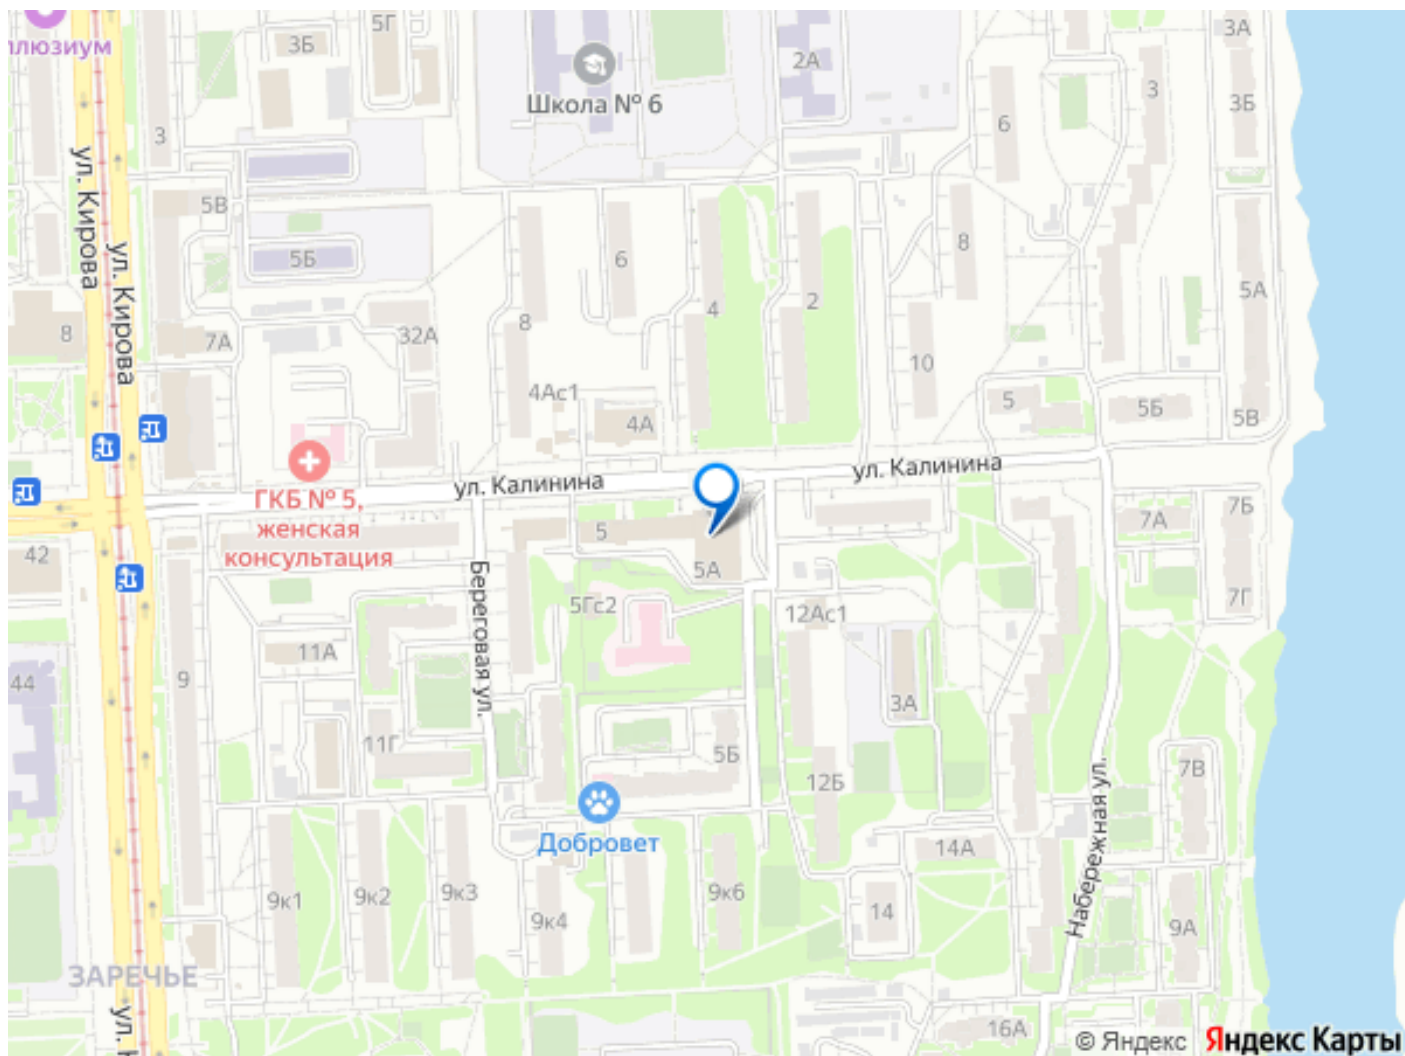 ллюзиум
3Б
5Г
Школа № 6
2А
3А
3
3Б
6
3
ул. Кирова
ул. Кирова
5В
5Б
6
8
4
2
8
5А
8
7А
32А
10
4Ас1
4А
5
5Б
5В
ул. Калинина
ул. Калинина
ГКБ № 5,
женская
консультация
42
5
5А
7А
7Б
7Г
Береговая ул.
5Гс2
12Ас1
11А
44
9
3А
11Г
5Б
12Б
7В
Набережная ул.
Добровет
14А
9к1
9к2
9к3
9к4
9к6
14
9А
ЗАРЕЧЬЕ
ул.
16А
© Яндекс
Яндекс Карты